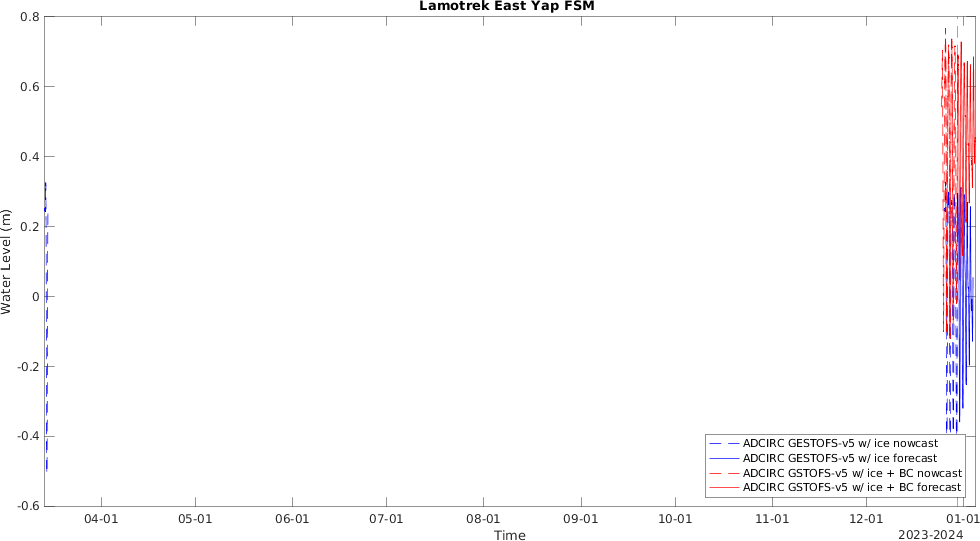 Lamotrek East Yap FSM
0.8
0.6
0.4
0.2
0
-0.2
-0.4
-0.6
Water Level (m)
ADCIRC GESTOFS-v5 w/ ice nowcast
ADCIRC GESTOFS-v5 w/ ice forecast
ADCIRC GSTOFS-v5 w/ ice + BC nowcast
ADCIRC GSTOFS-v5 w/ ice + BC forecast
04-01 05-01 06-01 07-01 08-01 09-01 10-01 11-01 12-01 01-01
Time
2023-2024